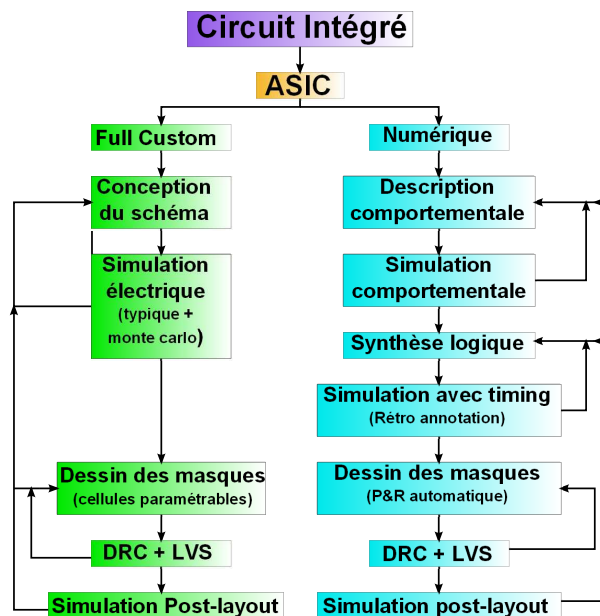 Circuit Intégré
ASIC
Full Custom
Numérique
Conception
du schéma
Description
comportementale
Simulation
électrique
(typique +
monte carlo)
Simulation
comportementale
Synthèse logique
Simulation avec timing
(Rétro annotation)
Dessin des masques
(cellules paramétrables)
Dessin des masques
(P&R automatique)
DRC + LVS
DRC + LVS
Simulation Post-layout
Simulation post-layout